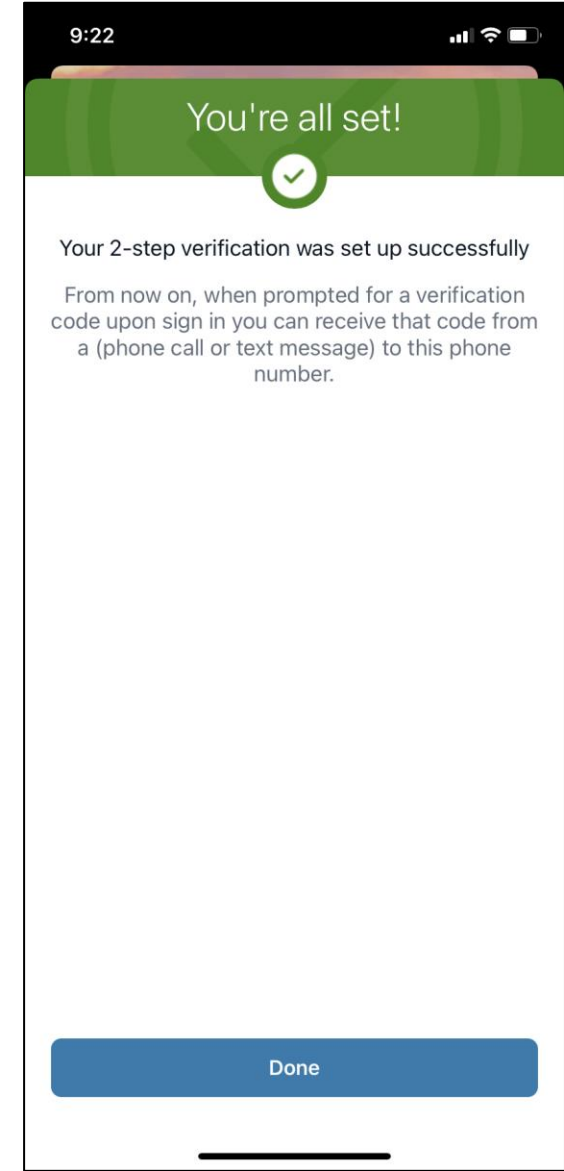 9:22
You're all set!
Your 2-step verification was set up successfully
From now on, when prompted for a verification
code upon sign in you can receive that code from
a (phone call or text message) to this phone
number.
Done